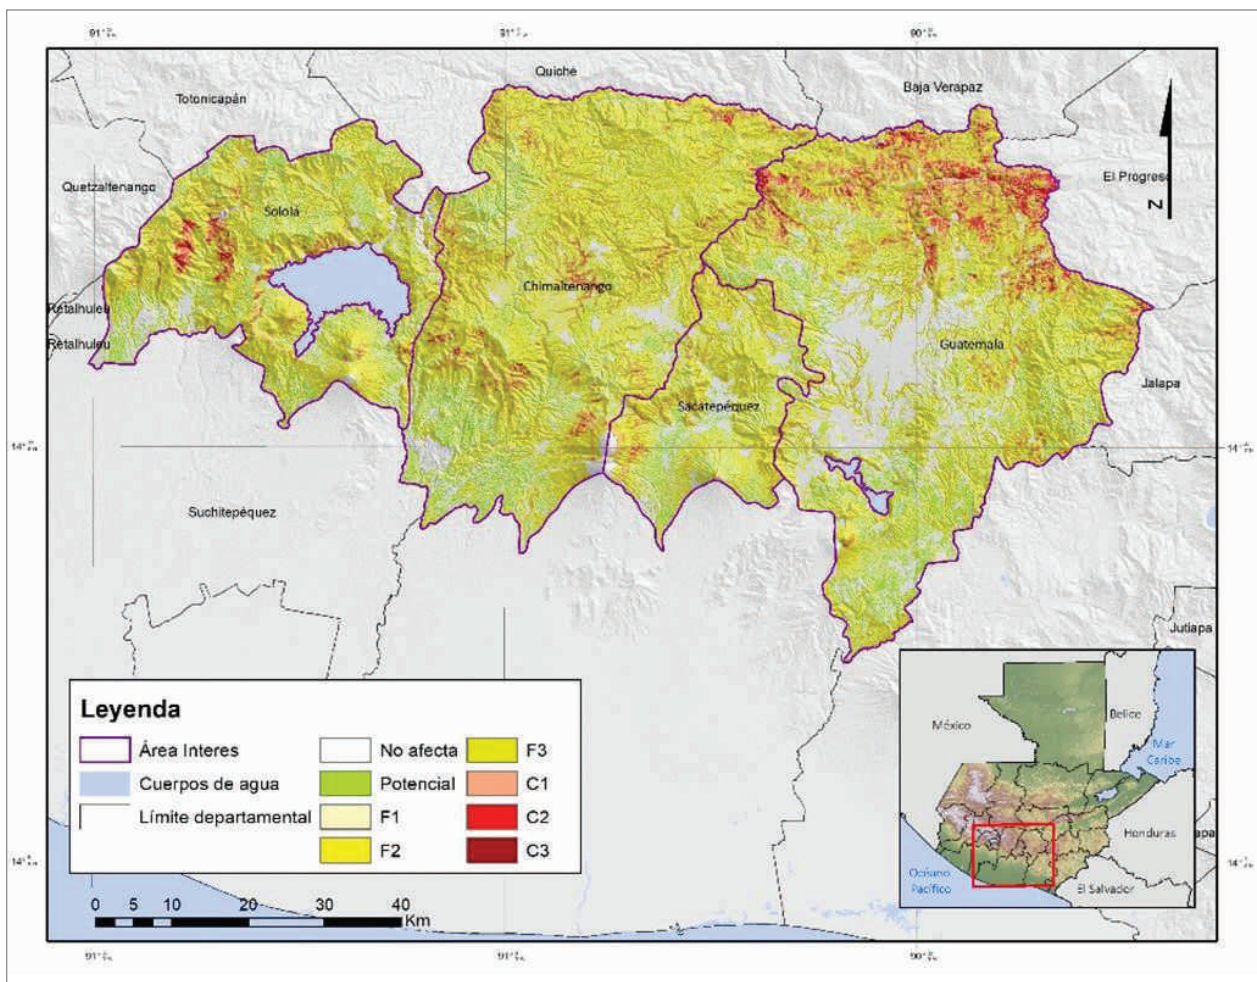 Quiché
Baja Verapaz
Totonicapán
Quetzaltenango
El Progreso
N
Sololá
Chimaltenango
Retalhuleu
Retalhuleu
Guatemala
Jalapa
Sacatepéquez
Suchitepéquez
Jutiapa
Leyenda
Área Interes
Cuerpos de agua
Límite departamental
No afecta
Potencial
F1
F2
F3
C1
C2
C3
0 5 10 20 30 40
Km
México
Belice
Mar
Caribe
Honduras
Océano
Pacífico
El Salvador